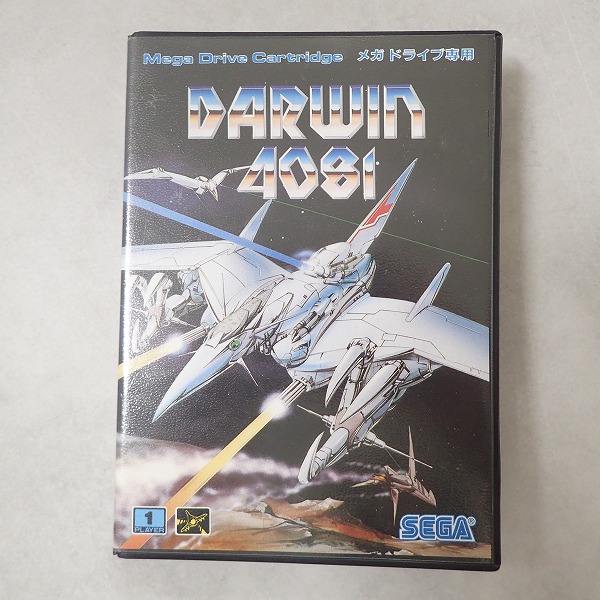 Mega Drive Cartridge メガドライブ専用
DARWIN
4081
1
PLAYER
SEGA®